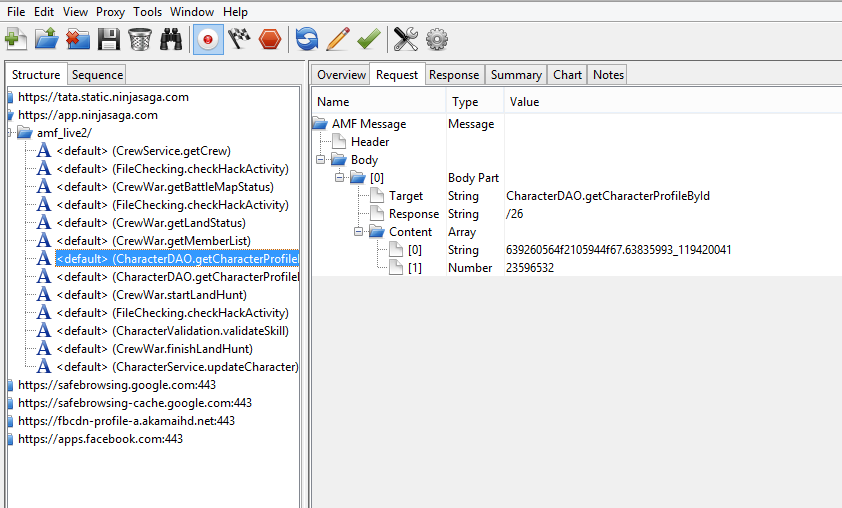 File Edit View Proxy Tools Window Help
Structure Sequence
https://tata.static.ninjasaga.com
https://app.ninjasaga.com
amf_live2/
<default> (CrewService.getCrew)
<default> (FileChecking.checkHackActivity)
<default> (CrewWar.getBattleMapStatus)
<default> (FileChecking.checkHackActivity)
<default> (CrewWar.getLandStatus)
<default> (CrewWar.getMemberList)
<default> (CharacterDAO.getCharacterProfile
<default> (CharacterDAO.getCharacterProfile
<default> (CrewWar.startLandHunt)
<default> (FileChecking.checkHackActivity)
<default> (CharacterValidation.validateSkill)
<default> (CrewWar.finishLandHunt)
<default> (CharacterService.updateCharacter)
https://safebrowsing.google.com:443
https://safebrowsing-cache.google.com:443
https://fbcdn-profile-a.akamaihd.net:443
https://apps.facebook.com:443
Overview Request Response Summary Chart Notes
Name Type Value
AMF Message Message
Header
Body
[0] Body Part
Target String CharacterDAO.getCharacterProfileById
Response String /26
Content Array
[0] String 639260564f2105944f67.63835993_119420041
[1] Number 23596532